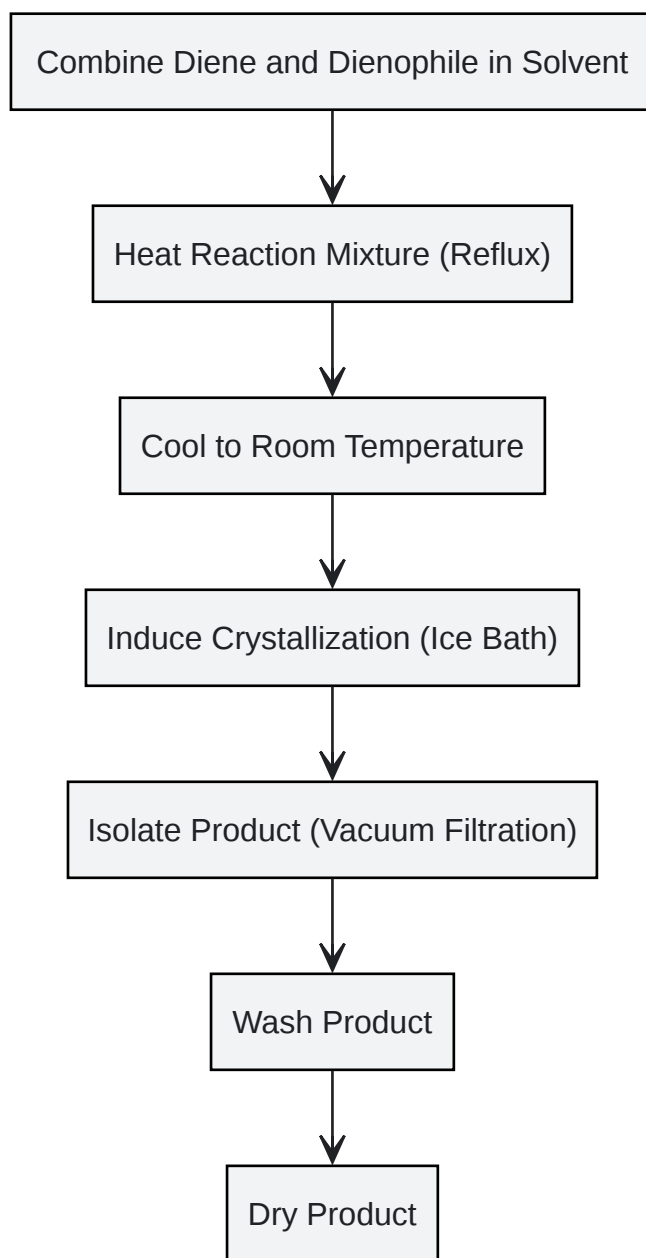 Combine Diene and Dienophile in Solvent
Heat Reaction Mixture (Reflux)
Cool to Room Temperature
Induce Crystallization (Ice Bath)
Isolate Product (Vacuum Filtration)
Wash Product
Dry Product